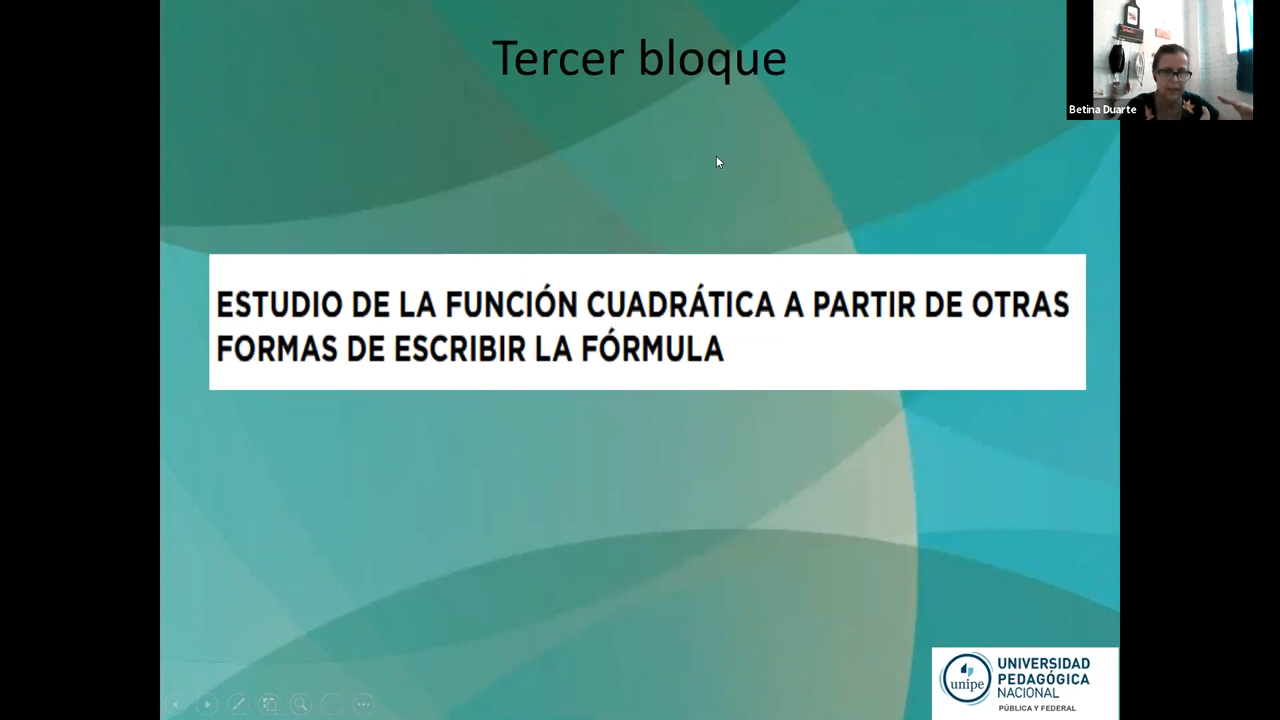 Tercer bloque
Betina Duarte
ESTUDIO DE LA FUNCIÓN CUADRÁTICA A PARTIR DE OTRAS
FORMAS DE ESCRIBIR LA FÓRMULA
unipe
UNIVERSIDAD
PEDAGÓGICA
NACIONAL
PÚBLICA Y FEDERAL